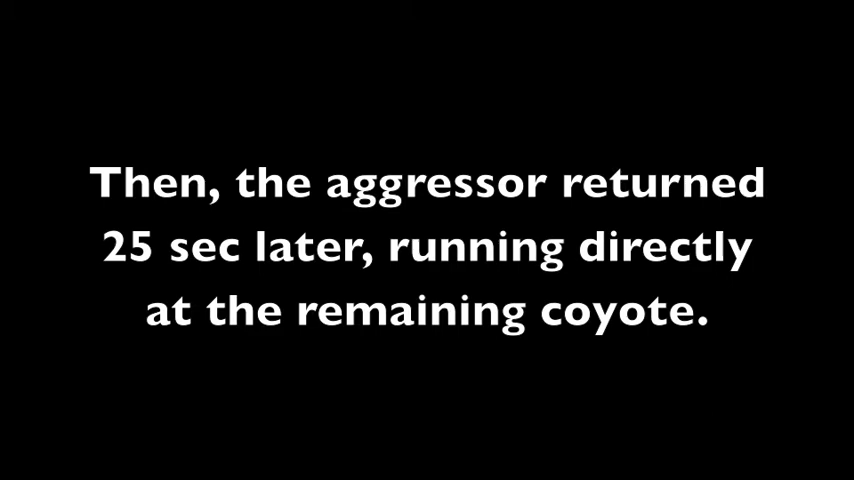 Then, the aggressor returned
25 sec later, running directly
at the remaining coyote.